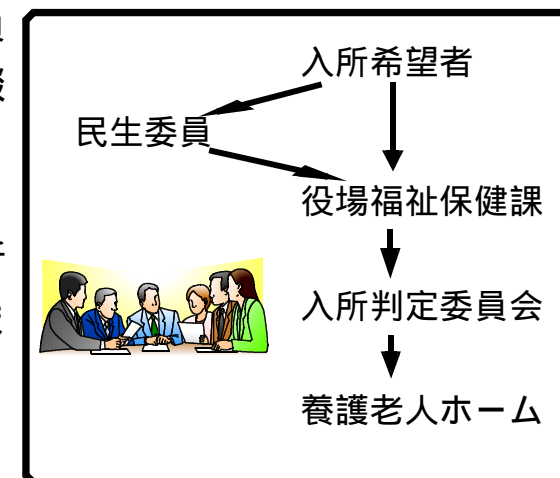 入所希望者
民生委員
役場福祉保健課
入所判定委員会
養護老人ホーム